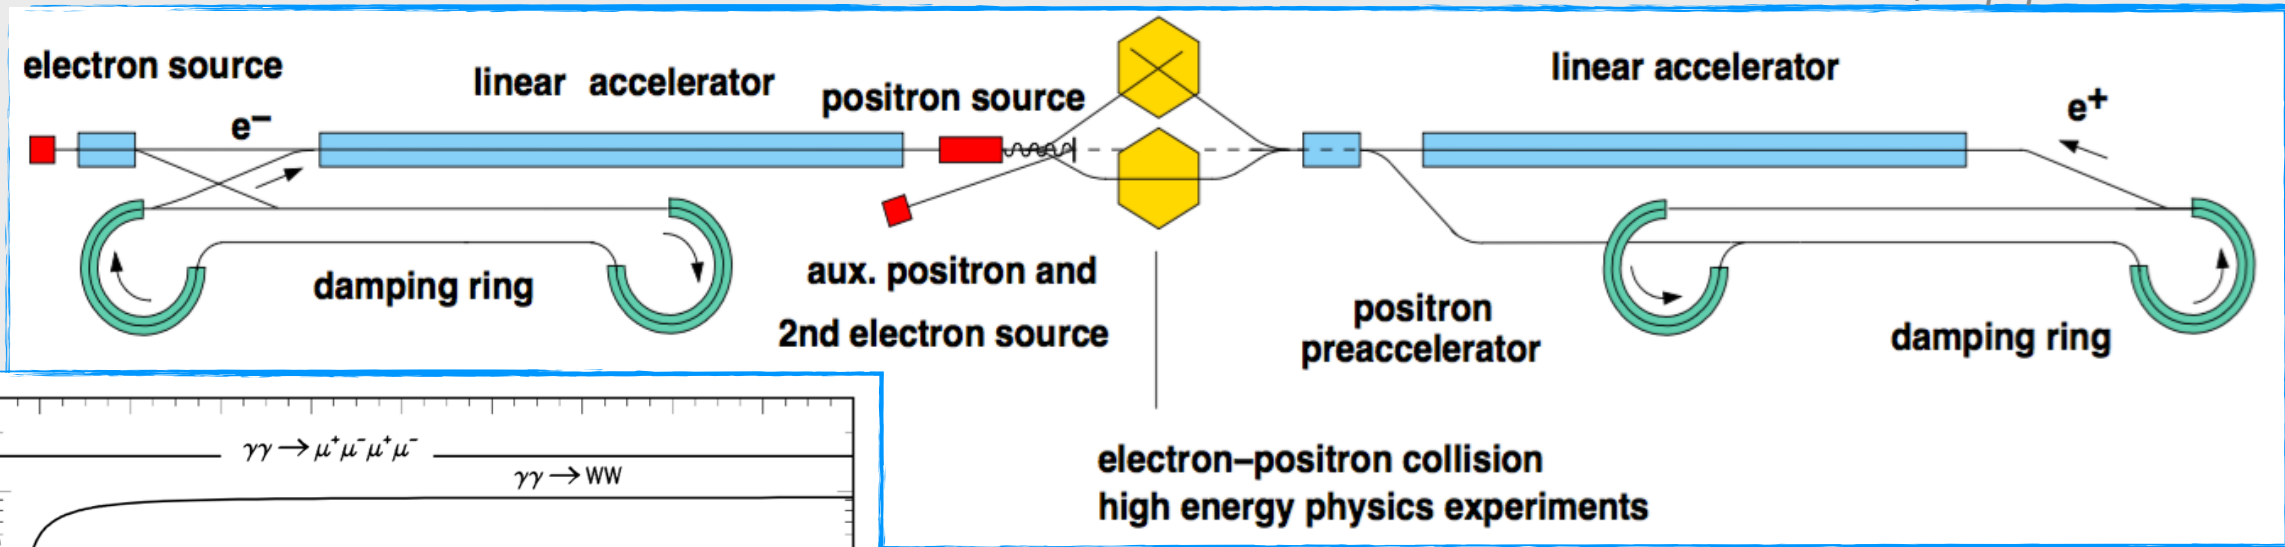 electron source
linear accelerator
positron source
linear accelerator
e⁻
e⁺
damping ring
aux. positron and
2nd electron source
positron
preaccelerator
damping ring
electron–positron collision
high energy physics experiments
γγ → μ⁺μ⁻μ⁺μ⁻
γγ → WW